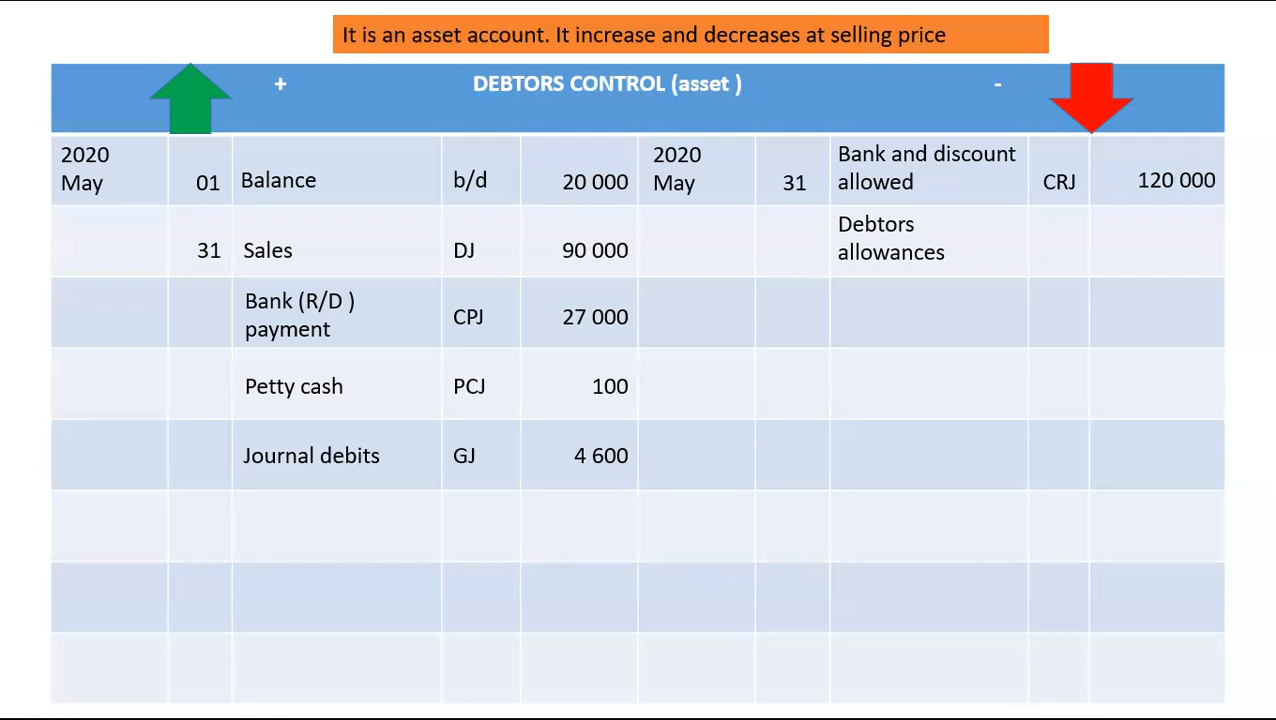 It is an asset account. It increase and decreases at selling price
+ DEBTORS CONTROL (asset ) -
2020 May 01 Balance b/d 20 000 2020 May 31 Bank and discount allowed CRJ 120 000
31 Sales DJ 90 000 Debtors allowances
Bank (R/D ) payment CPJ 27 000
Petty cash PCJ 100
Journal debits GJ 4 600